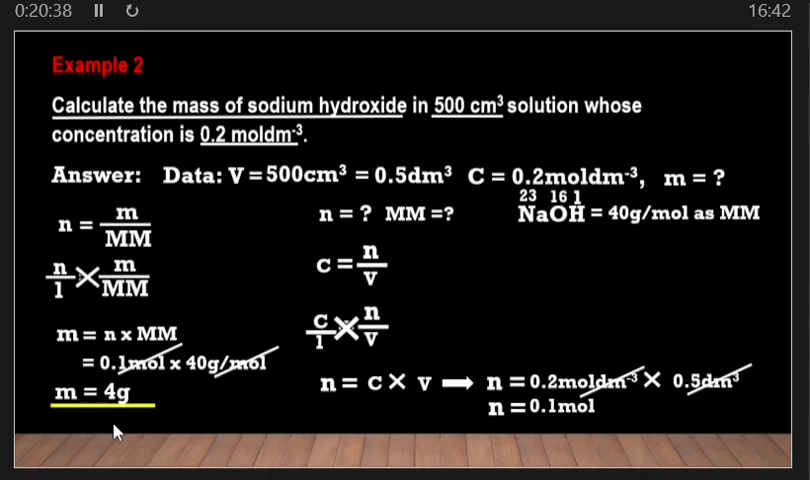 0:20:38
16:42
Example 2
Calculate the mass of sodium hydroxide in 500 cm³ solution whose
concentration is 0.2 moldm⁻³.
Answer: Data: V = 500cm³ = 0.5dm³ C = 0.2moldm⁻³, m = ?
n = m/MM
n = ? MM =?
23 16 1
NaOH = 40g/mol as MM
c = n/v
n/1 × m/MM
c/1 × n/v
m = n x MM
= 0.1mol x 40g/mol
m = 4g
n = c × v ➡ n = 0.2moldm⁻³ × 0.5dm³
n = 0.1mol